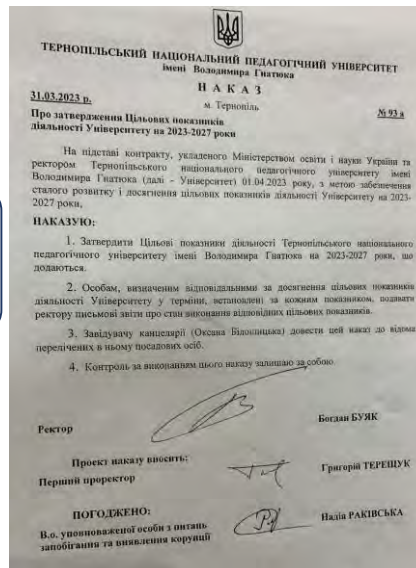 ТЕРНОПІЛЬСЬКИЙ НАЦІОНАЛЬНИЙ ПЕДАГОГІЧНИЙ УНІВЕРСИТЕТ
імені Володимира Гнатюка
НАКАЗ
31.03.2023 р.
м. Тернопіль
№ 93 а
Про затвердження Цільових показників
діяльності Університету на 2023-2027 роки
На підставі контракту, укладеного Міністерством освіти і науки України та
ректором Тернопільського національного педагогічного університету імені
Володимира Гнатюка (далі – Університет) 01.04.2023 року, з метою забезпечення
сталого розвитку і досягнення цільових показників діяльності Університету на 2023-
2027 роки,
НАКАЗУЮ:
1. Затвердити Цільові показники діяльності Тернопільського національного
педагогічного університету імені Володимира Гнатюка на 2023-2027 роки, що
додаються.
2. Особам, визначеним відповідальними за досягнення цільових показників
діяльності Університету у терміни, встановлені за кожним показником, подавати
ректору письмові звіти про стан виконання відповідних цільових показників.
3. Завідувачу канцелярії (Оксана Білоницька) довести цей наказ до відома
перелічених в ньому посадових осіб.
4. Контроль за виконанням цього наказу залишаю за собою.
Ректор
Богдан БУЯК
Проект наказу вносить:
Перший проректор
Григорій ТЕРЕЩУК
ПОГОДЖЕНО:
В.о. уповноваженої особи з питань
запобігання та виявлення корупції
Надія РАКІВСЬКА